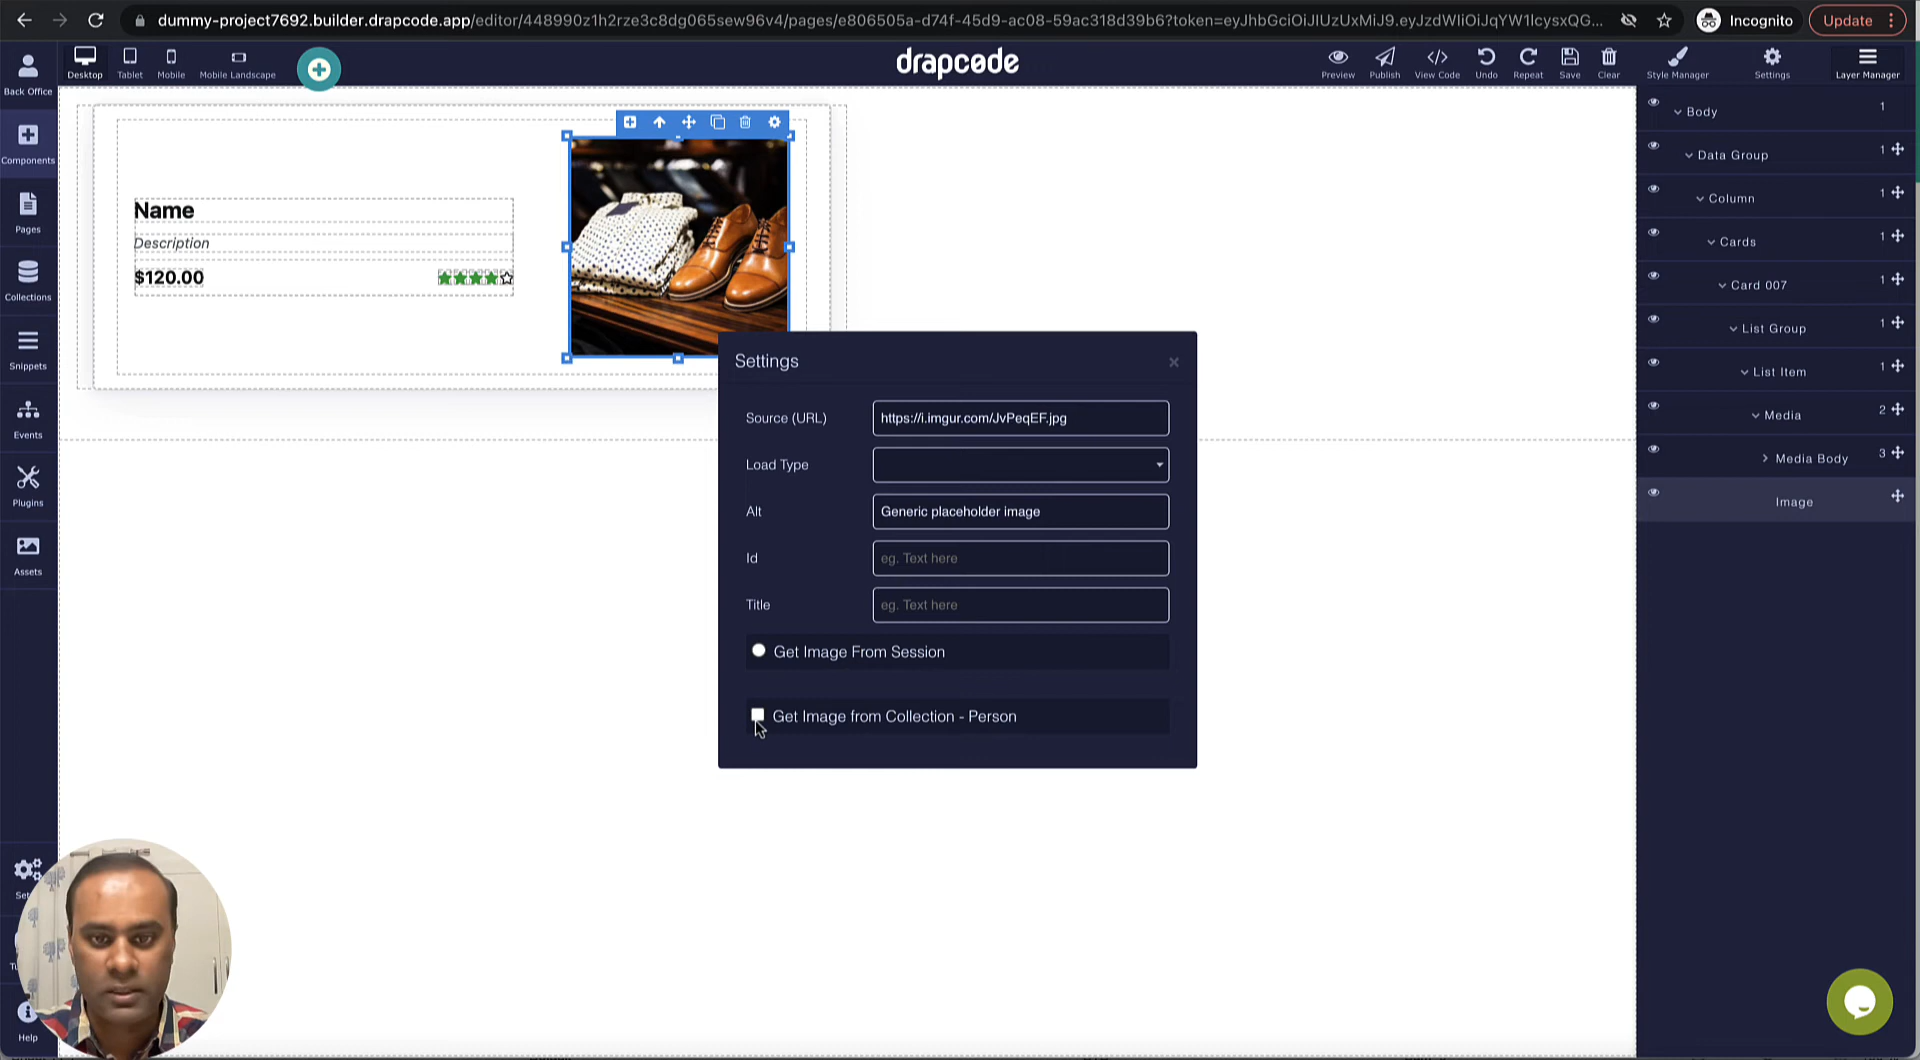 dummy-project7692.builder.drapcode.app/editor/448990z1h2rze3c8dg065sew96v4/pages/e806505a-d74f-45d9-ac08-59ac318d39b6?token=eyJhbGciOiJIUzUxMiJ9.eyJzdWIiOiJqYW1lcysxQG...
Incognito
Update
Back Office
Desktop
Tablet
Mobile
Mobile Landscape
drapcode
Preview
Publish
View Code
Undo
Repeat
Save
Clear
Style Manager
Settings
Layer Manager
Components
Pages
Collections
Snippets
Events
Plugins
Assets
Help
Name
Description
$120.00
Settings
Source (URL)
https://i.imgur.com/JvPeqEF.jpg
Load Type
Alt
Generic placeholder image
Id
eg. Text here
Title
eg. Text here
Get Image From Session
Get Image from Collection - Person
Body 1
Data Group 1
Column 1
Cards 1
Card 007 1
List Group 1
List Item 1
Media 2
Media Body 3
Image